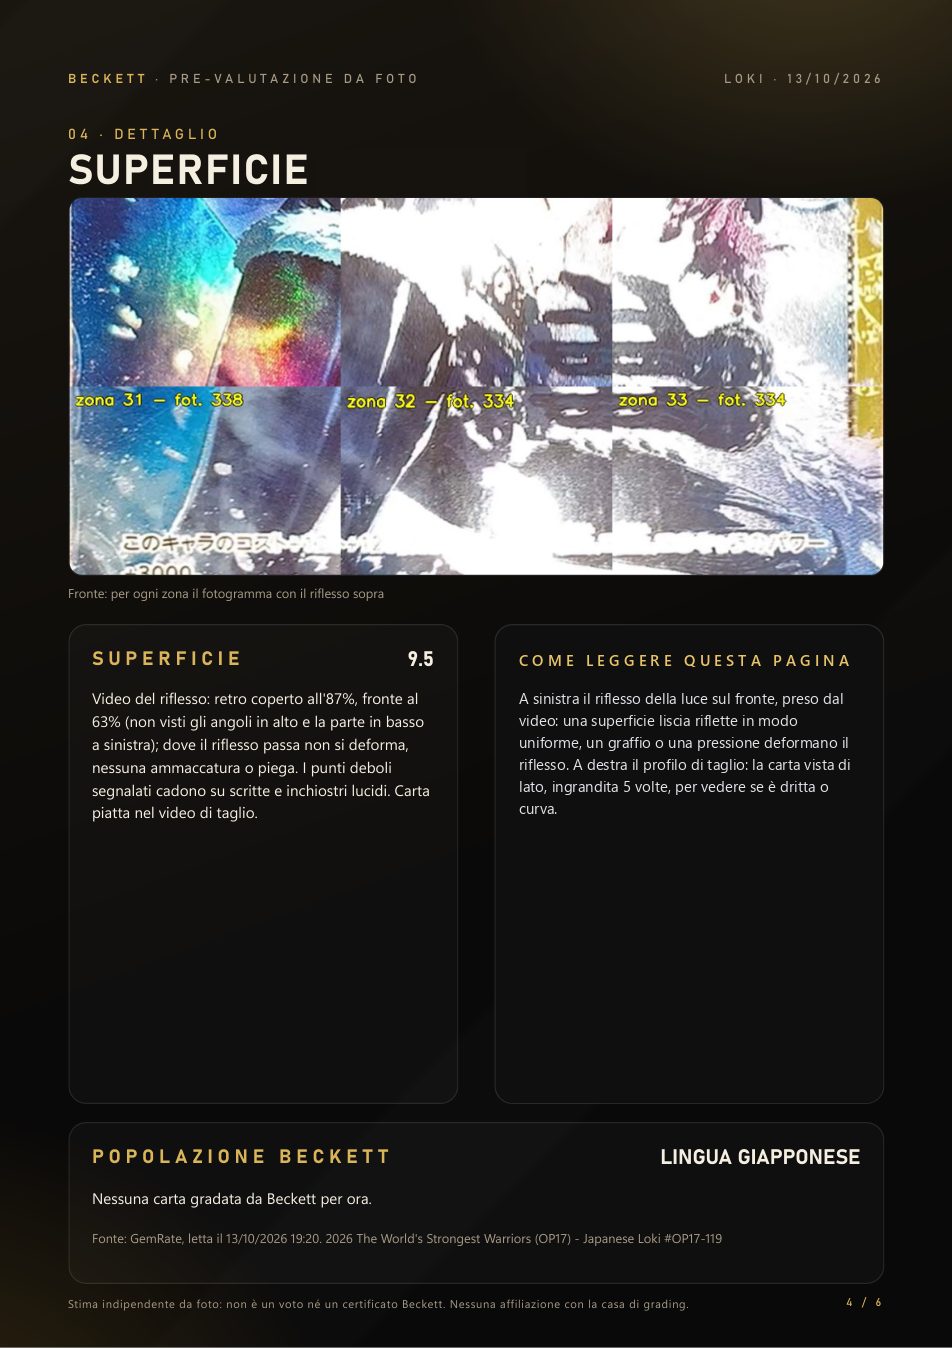 BECKETT · PRE-VALUTAZIONE DA FOTO
LOKI · 13/10/2026
04 · DETTAGLIO
SUPERFICIE
zona 31 – fot. 338
zona 32 – fot. 334
zona 33 – fot. 334
このキャラのコスト
パワー
+3000
Fronte: per ogni zona il fotogramma con il riflesso sopra
SUPERFICIE 9.5
Video del riflesso: retro coperto all'87%, fronte al
63% (non visti gli angoli in alto e la parte in basso
a sinistra); dove il riflesso passa non si deforma,
nessuna ammaccatura o piega. I punti deboli
segnalati cadono su scritte e inchiostri lucidi. Carta
piatta nel video di taglio.
COME LEGGERE QUESTA PAGINA
A sinistra il riflesso della luce sul fronte, preso dal
video: una superficie liscia riflette in modo
uniforme, un graffio o una pressione deformano il
riflesso. A destra il profilo di taglio: la carta vista di
lato, ingrandita 5 volte, per vedere se è dritta o
curva.
POPOLAZIONE BECKETT
LINGUA GIAPPONESE
Nessuna carta gradata da Beckett per ora.
Fonte: GemRate, letta il 13/10/2026 19:20. 2026 The World's Strongest Warriors (OP17) - Japanese Loki #OP17-119
Stima indipendente da foto: non è un voto né un certificato Beckett. Nessuna affiliazione con la casa di grading.
4 / 6